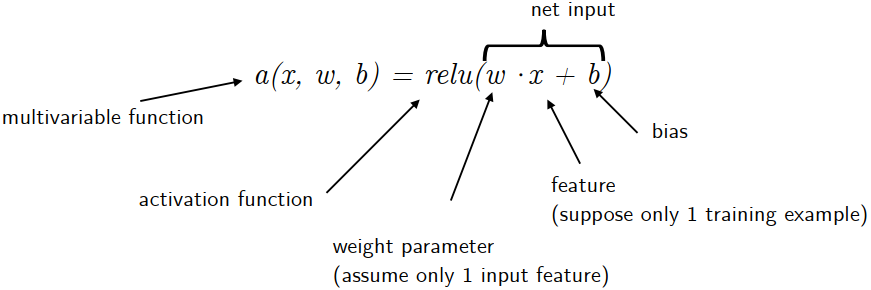 net input
a(x, w, b) = relu(w · x + b)
multivariable function
bias
activation function
feature
(suppose only 1 training example)
weight parameter
(assume only 1 input feature)